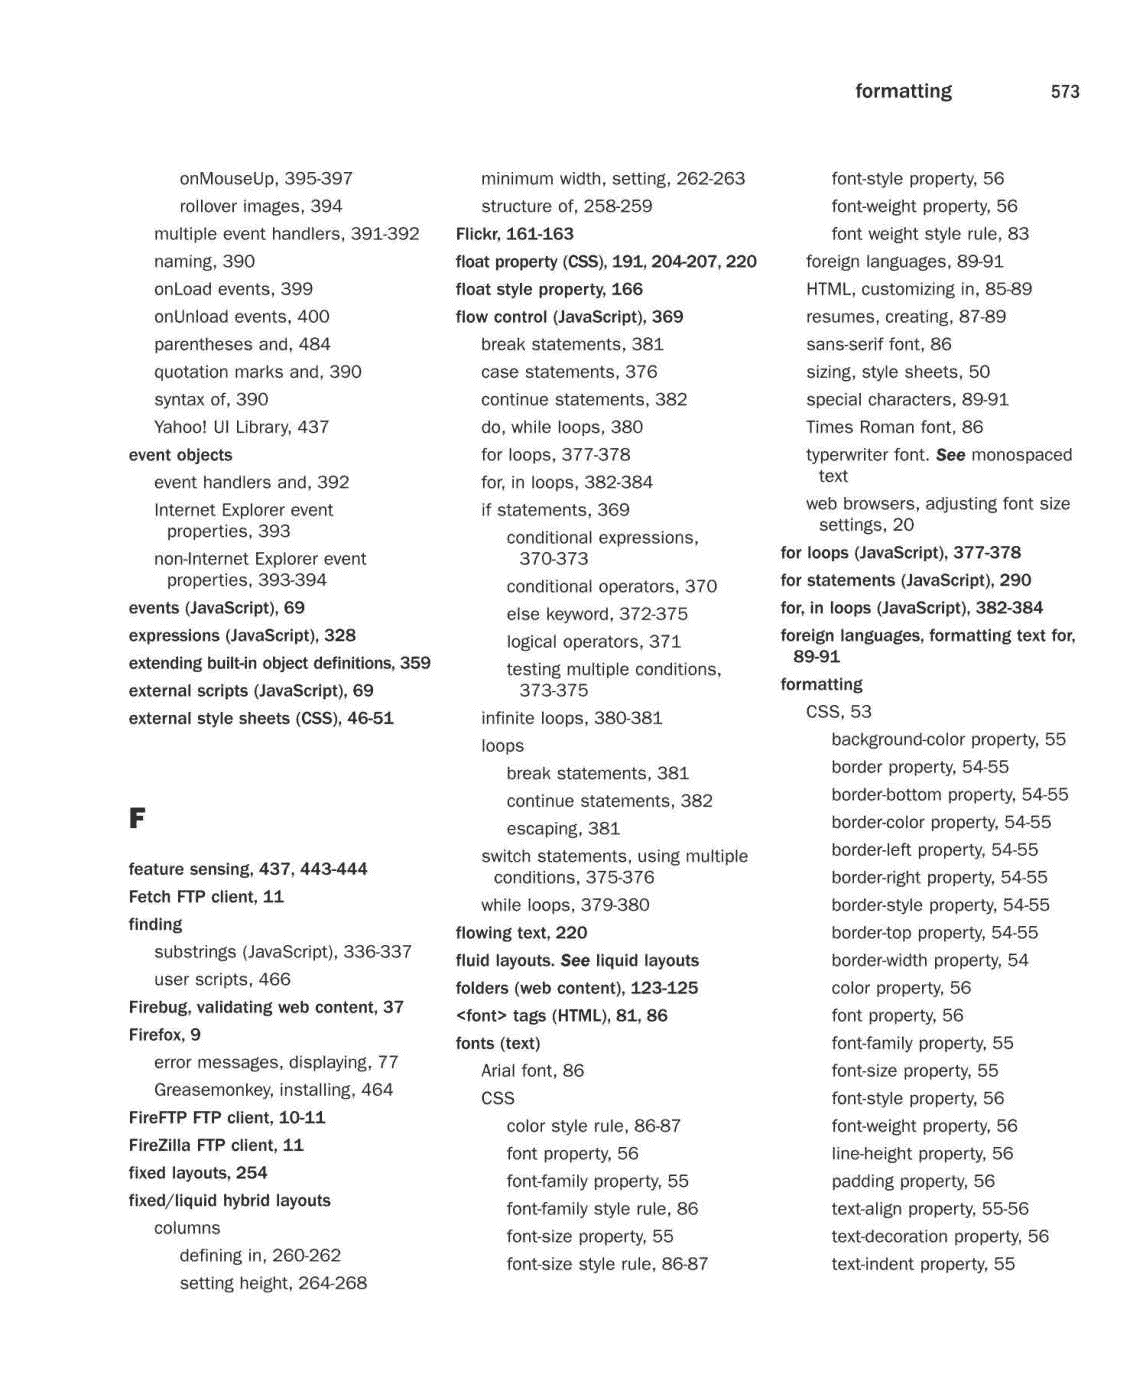 formatting 573
onMouseUp, 395-397
rollover images, 394
multiple event handlers, 391-392
naming, 390
onLoad events, 399
onUnload events, 400
parentheses and, 484
quotation marks and, 390
syntax of, 390
Yahoo! UI Library, 437
event objects
event handlers and, 392
Internet Explorer event
properties, 393
non-Internet Explorer event
properties, 393-394
events (JavaScript), 69
expressions (JavaScript), 328
extending built-in object definitions, 359
external scripts (JavaScript), 69
external style sheets (CSS), 46-51
F
feature sensing, 437, 443-444
Fetch FTP client, 11
finding
substrings (JavaScript), 336-337
user scripts, 466
Firebug, validating web content, 37
Firefox, 9
error messages, displaying, 77
Greasemonkey, installing, 464
FireFTP FTP client, 10-11
FireZilla FTP client, 11
fixed layouts, 254
fixed/liquid hybrid layouts
columns
defining in, 260-262
setting height, 264-268
minimum width, setting, 262-263
structure of, 258-259
Flickr, 161-163
float property (CSS), 191, 204-207, 220
float style property, 166
flow control (JavaScript), 369
break statements, 381
case statements, 376
continue statements, 382
do, while loops, 380
for loops, 377-378
for, in loops, 382-384
if statements, 369
conditional expressions,
370-373
conditional operators, 370
else keyword, 372-375
logical operators, 371
testing multiple conditions,
373-375
infinite loops, 380-381
loops
break statements, 381
continue statements, 382
escaping, 381
switch statements, using multiple
conditions, 375-376
while loops, 379-380
flowing text, 220
fluid layouts. See liquid layouts
folders (web content), 123-125
<font> tags (HTML), 81, 86
fonts (text)
Arial font, 86
CSS
color style rule, 86-87
font property, 56
font-family property, 55
font-family style rule, 86
font-size property, 55
font-size style rule, 86-87
font-style property, 56
font-weight property, 56
font weight style rule, 83
foreign languages, 89-91
HTML, customizing in, 85-89
resumes, creating, 87-89
sans-serif font, 86
sizing, style sheets, 50
special characters, 89-91
Times Roman font, 86
typewriter font. See monospaced
text
web browsers, adjusting font size
settings, 20
for loops (JavaScript), 377-378
for statements (JavaScript), 290
for, in loops (JavaScript), 382-384
foreign languages, formatting text for,
89-91
formatting
CSS, 53
background-color property, 55
border property, 54-55
border-bottom property, 54-55
border-color property, 54-55
border-left property, 54-55
border-right property, 54-55
border-style property, 54-55
border-top property, 54-55
border-width property, 54
color property, 56
font property, 56
font-family property, 55
font-size property, 55
font-style property, 56
font-weight property, 56
line-height property, 56
padding property, 56
text-align property, 55-56
text-decoration property, 56
text-indent property, 55